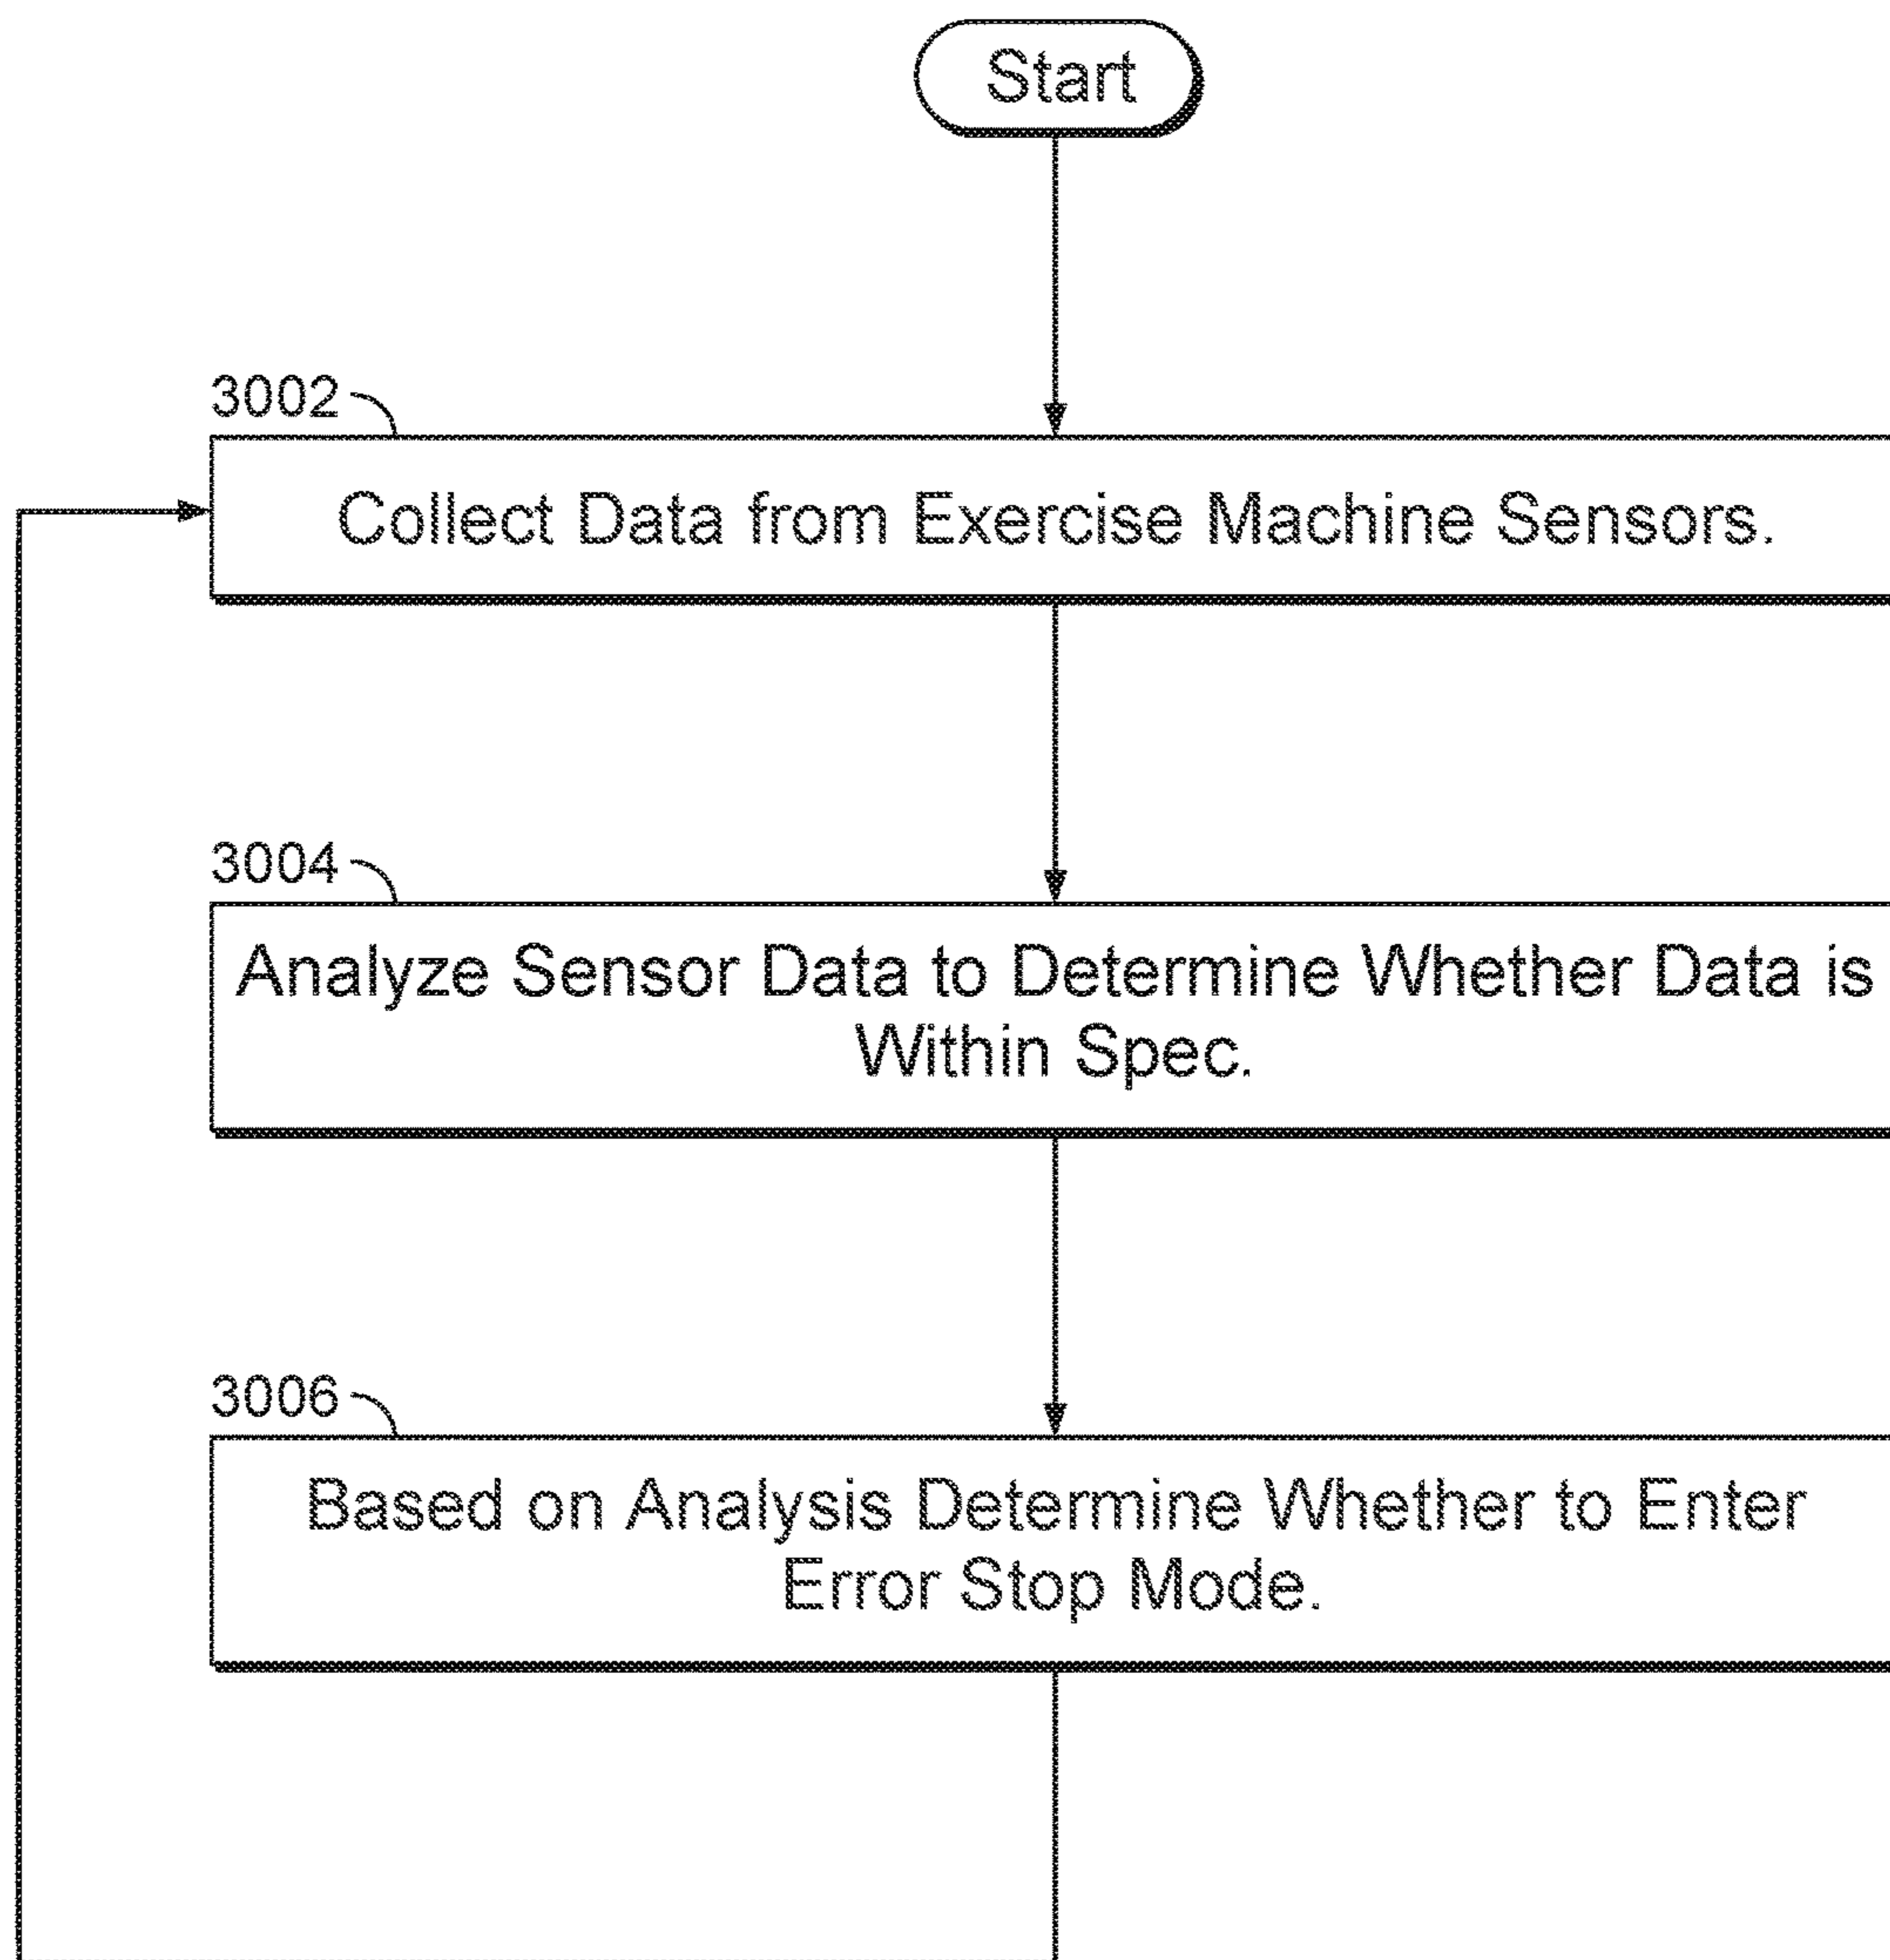 Start
3002
Collect Data from Exercise Machine Sensors.
3004
Analyze Sensor Data to Determine Whether Data is
Within Spec.
3006
Based on Analysis Determine Whether to Enter
Error Stop Mode.